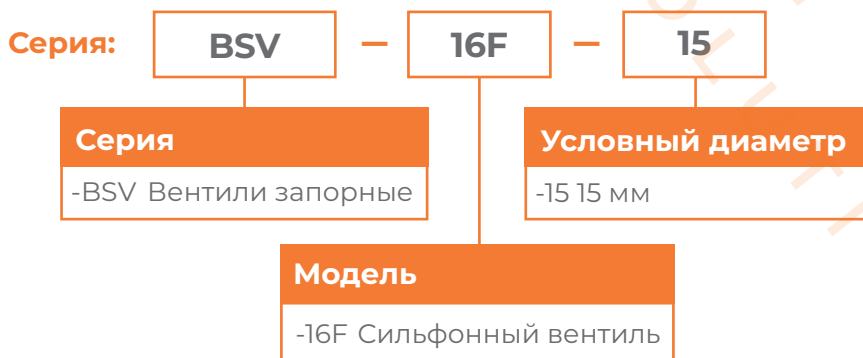 Серия: BSV – 16F – 15
Серия
-BSV Вентили запорные
Условный диаметр
-15 15 мм
Модель
-16F Сильфонный вентиль